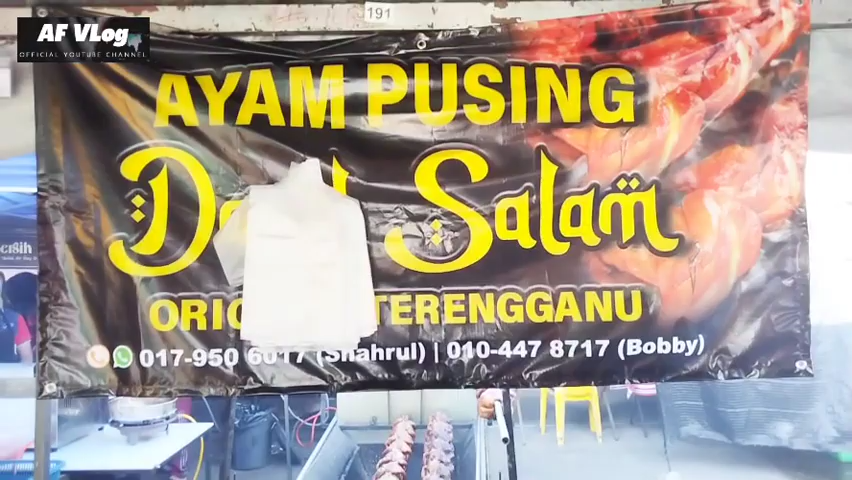 191
AF VLog
OFFICIAL YOUTUBE CHANNEL
AYAM PUSING
Salam
TERENGGANU
017-950 6017 (Shahrul) | 010-447 8717 (Bobby)